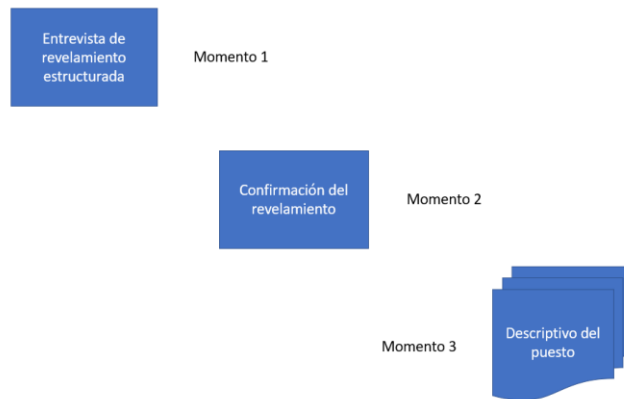 Entrevista de
revelamiento
estructurada
Momento 1
Confirmación del
revelamiento
Momento 2
Momento 3
Descriptivo del
puesto